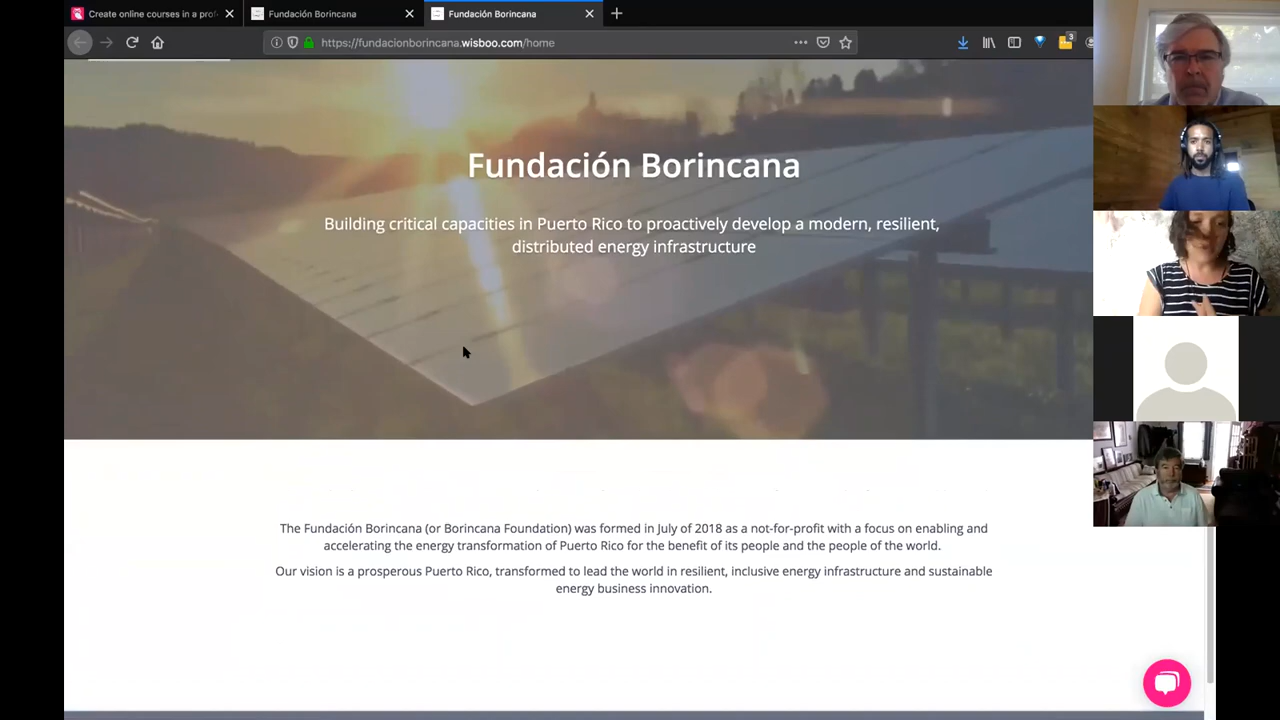 Create online courses in a prof
Fundación Borincana
Fundación Borincana
https://fundacionborincana.wisboo.com/home
3
Fundación Borincana
Building critical capacities in Puerto Rico to proactively develop a modern, resilient,
distributed energy infrastructure
The Fundación Borincana (or Borincana Foundation) was formed in July of 2018 as a not-for-profit with a focus on enabling and
accelerating the energy transformation of Puerto Rico for the benefit of its people and the people of the world.
Our vision is a prosperous Puerto Rico, transformed to lead the world in resilient, inclusive energy infrastructure and sustainable
energy business innovation.